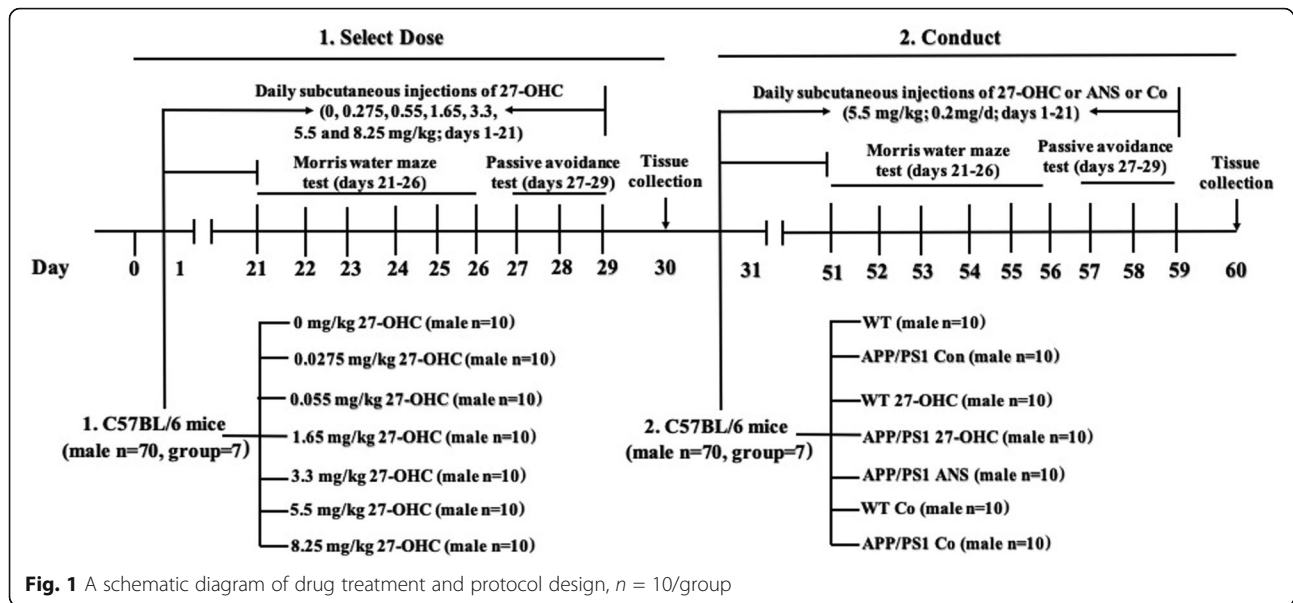 1. Select Dose
Daily subcutaneous injections of 27-OHC
(0, 0.275, 0.55, 1.65, 3.3,
5.5 and 8.25 mg/kg; days 1-21)
Morris water maze
test (days 21-26)
Passive avoidance
test (days 27-29)
Tissue
collection
2. Conduct
Daily subcutaneous injections of 27-OHC or ANS or Co
(5.5 mg/kg; 0.2mg/d; days 1-21)
Morris water maze
test (days 21-26)
Passive avoidance
test (days 27-29)
Tissue
collection
Day 0 1 21 22 23 24 25 26 27 28 29 30 31 51 52 53 54 55 56 57 58 59 60
1. C57BL/6 mice
(male n=70, group=7)
0 mg/kg 27-OHC (male n=10)
0.0275 mg/kg 27-OHC (male n=10)
0.055 mg/kg 27-OHC (male n=10)
1.65 mg/kg 27-OHC (male n=10)
3.3 mg/kg 27-OHC (male n=10)
5.5 mg/kg 27-OHC (male n=10)
8.25 mg/kg 27-OHC (male n=10)
2. C57BL/6 mice
(male n=70, group=7)
WT (male n=10)
APP/PS1 Con (male n=10)
WT 27-OHC (male n=10)
APP/PS1 27-OHC (male n=10)
APP/PS1 ANS (male n=10)
WT Co (male n=10)
APP/PS1 Co (male n=10)
Fig. 1 A schematic diagram of drug treatment and protocol design, n = 10/group